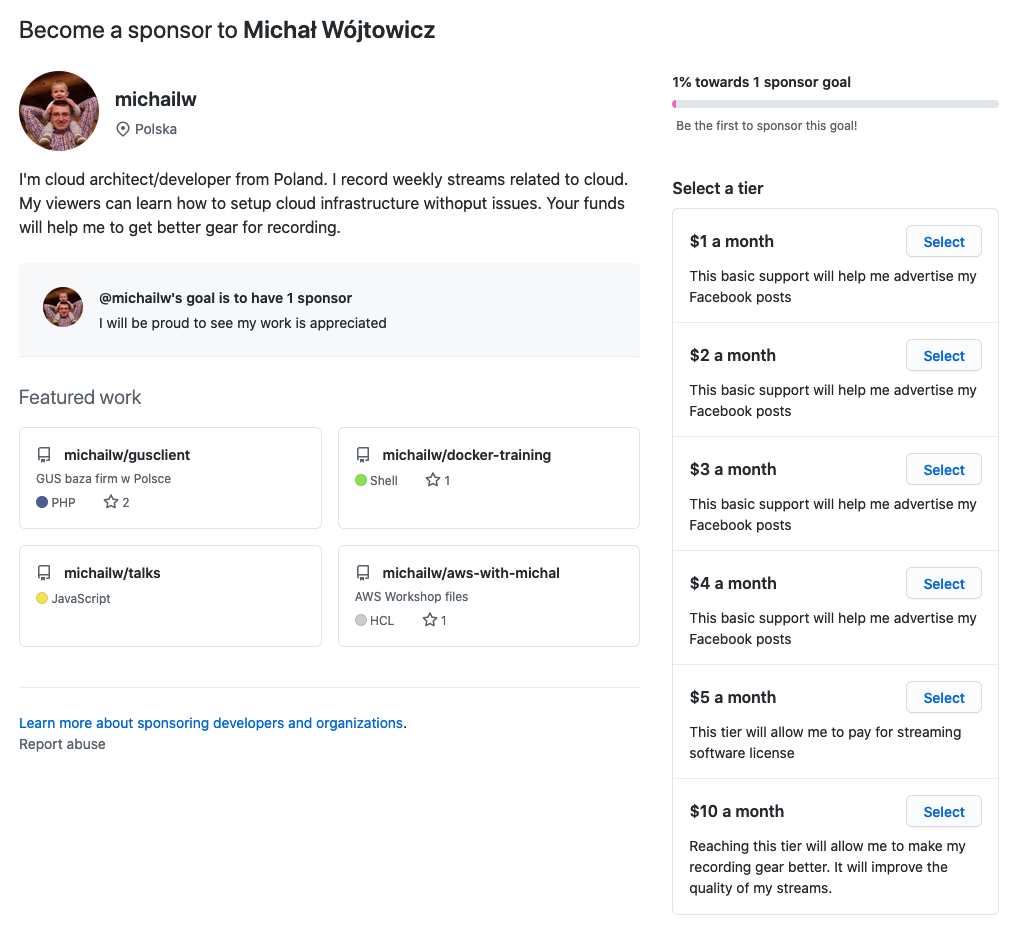 Become a sponsor to Michał Wójtowicz
michailw
Polska
I'm cloud architect/developer from Poland. I record weekly streams related to cloud.
My viewers can learn how to setup cloud infrastructure withoput issues. Your funds
will help me to get better gear for recording.
@michailw's goal is to have 1 sponsor
I will be proud to see my work is appreciated
Featured work
michailw/gusclient
GUS baza firm w Polsce
PHP 2
michailw/docker-training
Shell 1
michailw/talks
JavaScript
michailw/aws-with-michal
AWS Workshop files
HCL 1
Learn more about sponsoring developers and organizations.
Report abuse
1% towards 1 sponsor goal
Be the first to sponsor this goal!
Select a tier
$1 a month Select
This basic support will help me advertise my
Facebook posts
$2 a month Select
This basic support will help me advertise my
Facebook posts
$3 a month Select
This basic support will help me advertise my
Facebook posts
$4 a month Select
This basic support will help me advertise my
Facebook posts
$5 a month Select
This tier will allow me to pay for streaming
software license
$10 a month Select
Reaching this tier will allow me to make my
recording gear better. It will improve the
quality of my streams.